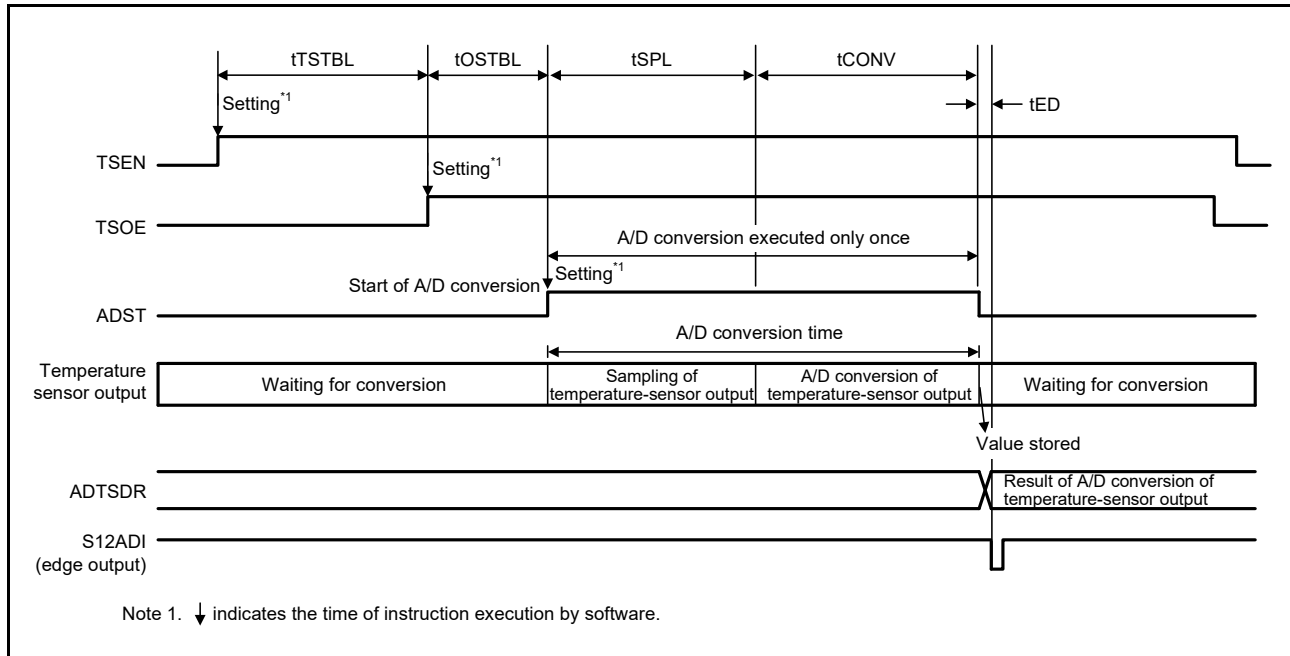 tTSTBL
tOSTBL
tSPL
tCONV
Setting*1
tED
TSEN
Setting*1
TSOE
A/D conversion executed only once
Start of A/D conversion
Setting*1
ADST
A/D conversion time
Temperature
sensor output
Waiting for conversion
Sampling of
temperature-sensor output
A/D conversion of
temperature-sensor output
Waiting for conversion
Value stored
ADTSDR
Result of A/D conversion of
temperature-sensor output
S12ADI
(edge output)
Note 1. ↓ indicates the time of instruction execution by software.